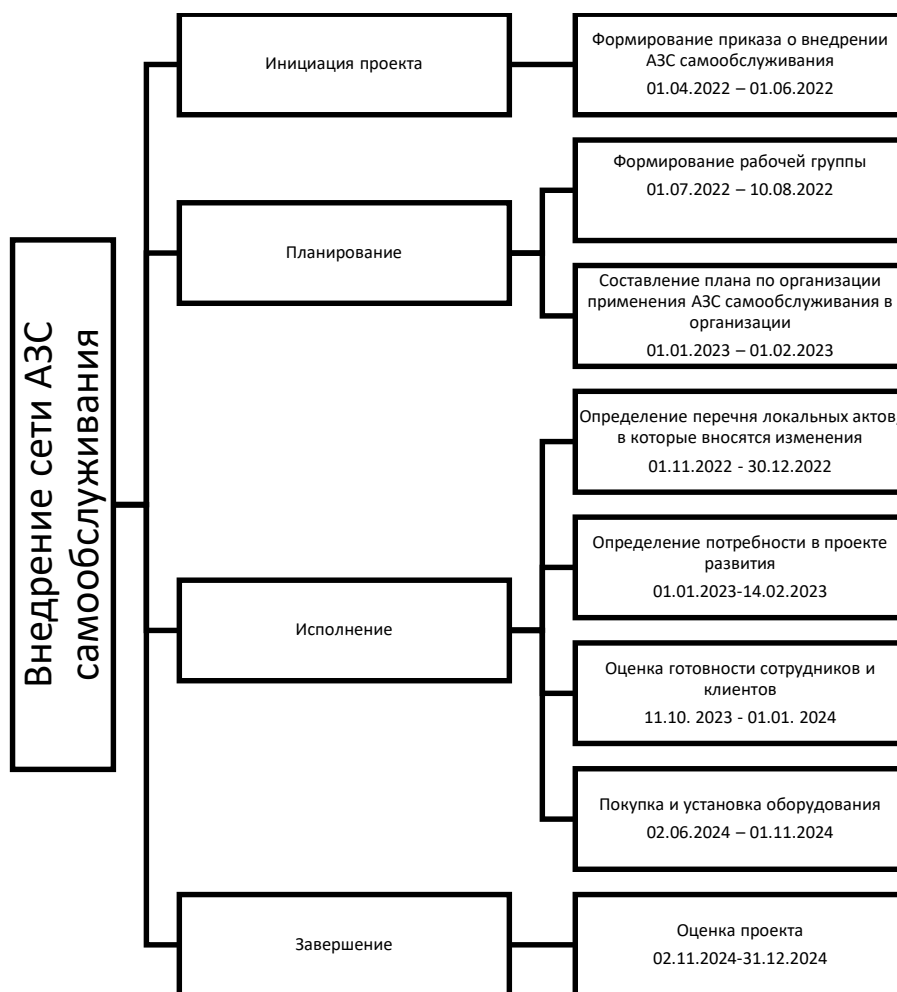 Внедрение сети АЗС
самообслуживания
Инициация проекта
Формирование приказа о внедрении
АЗС самообслуживания
01.04.2022 – 01.06.2022
Планирование
Формирование рабочей группы
01.07.2022 – 10.08.2022
Составление плана по организации
применения АЗС самообслуживания в
организации
01.01.2023 – 01.02.2023
Исполнение
Определение перечня локальных актов,
в которые вносятся изменения
01.11.2022 - 30.12.2022
Определение потребности в проекте
развития
01.01.2023-14.02.2023
Оценка готовности сотрудников и
клиентов
11.10. 2023 - 01.01. 2024
Покупка и установка оборудования
02.06.2024 – 01.11.2024
Завершение
Оценка проекта
02.11.2024-31.12.2024